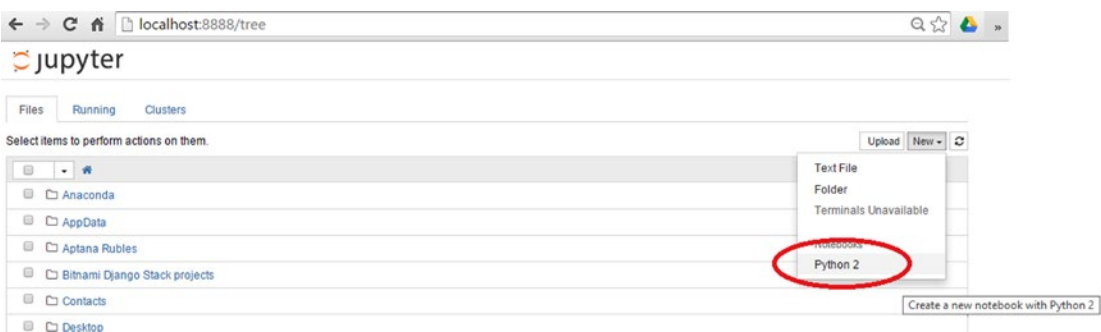 localhost:8888/tree
jupyter
Files Running Clusters
Select items to perform actions on them.
Upload New
Text File
Folder
Terminals Unavailable
Notebooks
Python 2
Create a new notebook with Python 2
Anaconda
AppData
Aptana Rubles
Bitnami Django Stack projects
Contacts
Desktop